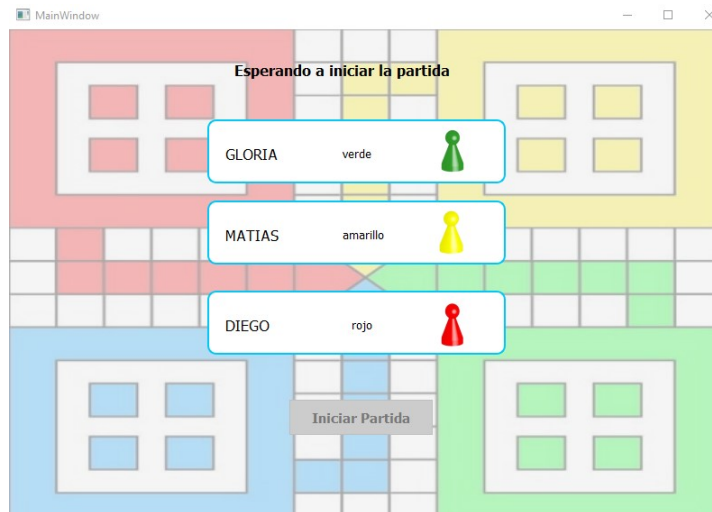 MainWindow
Esperando a iniciar la partida
GLORIA verde
MATIAS amarillo
DIEGO rojo
Iniciar Partida